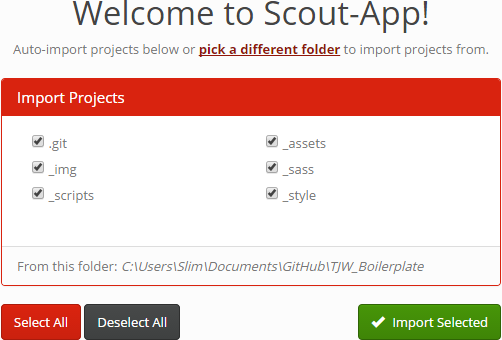 Welcome to Scout-App!
Auto-import projects below or pick a different folder to import projects from.
Import Projects
.git _assets
_img _sass
_scripts _style
From this folder: C:\Users\Slim\Documents\GitHub\TJW_Boilerplate
Select All Deselect All Import Selected